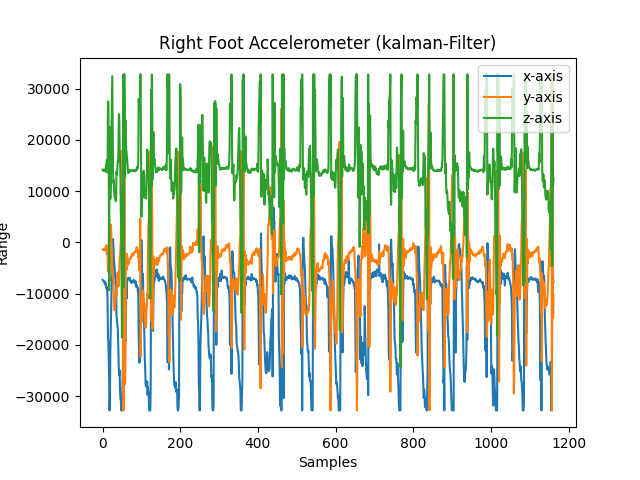 Right Foot Accelerometer (kalman-Filter)
x-axis
y-axis
z-axis
30000
20000
10000
0
−10000
−20000
−30000
Range
0 200 400 600 800 1000 1200
Samples